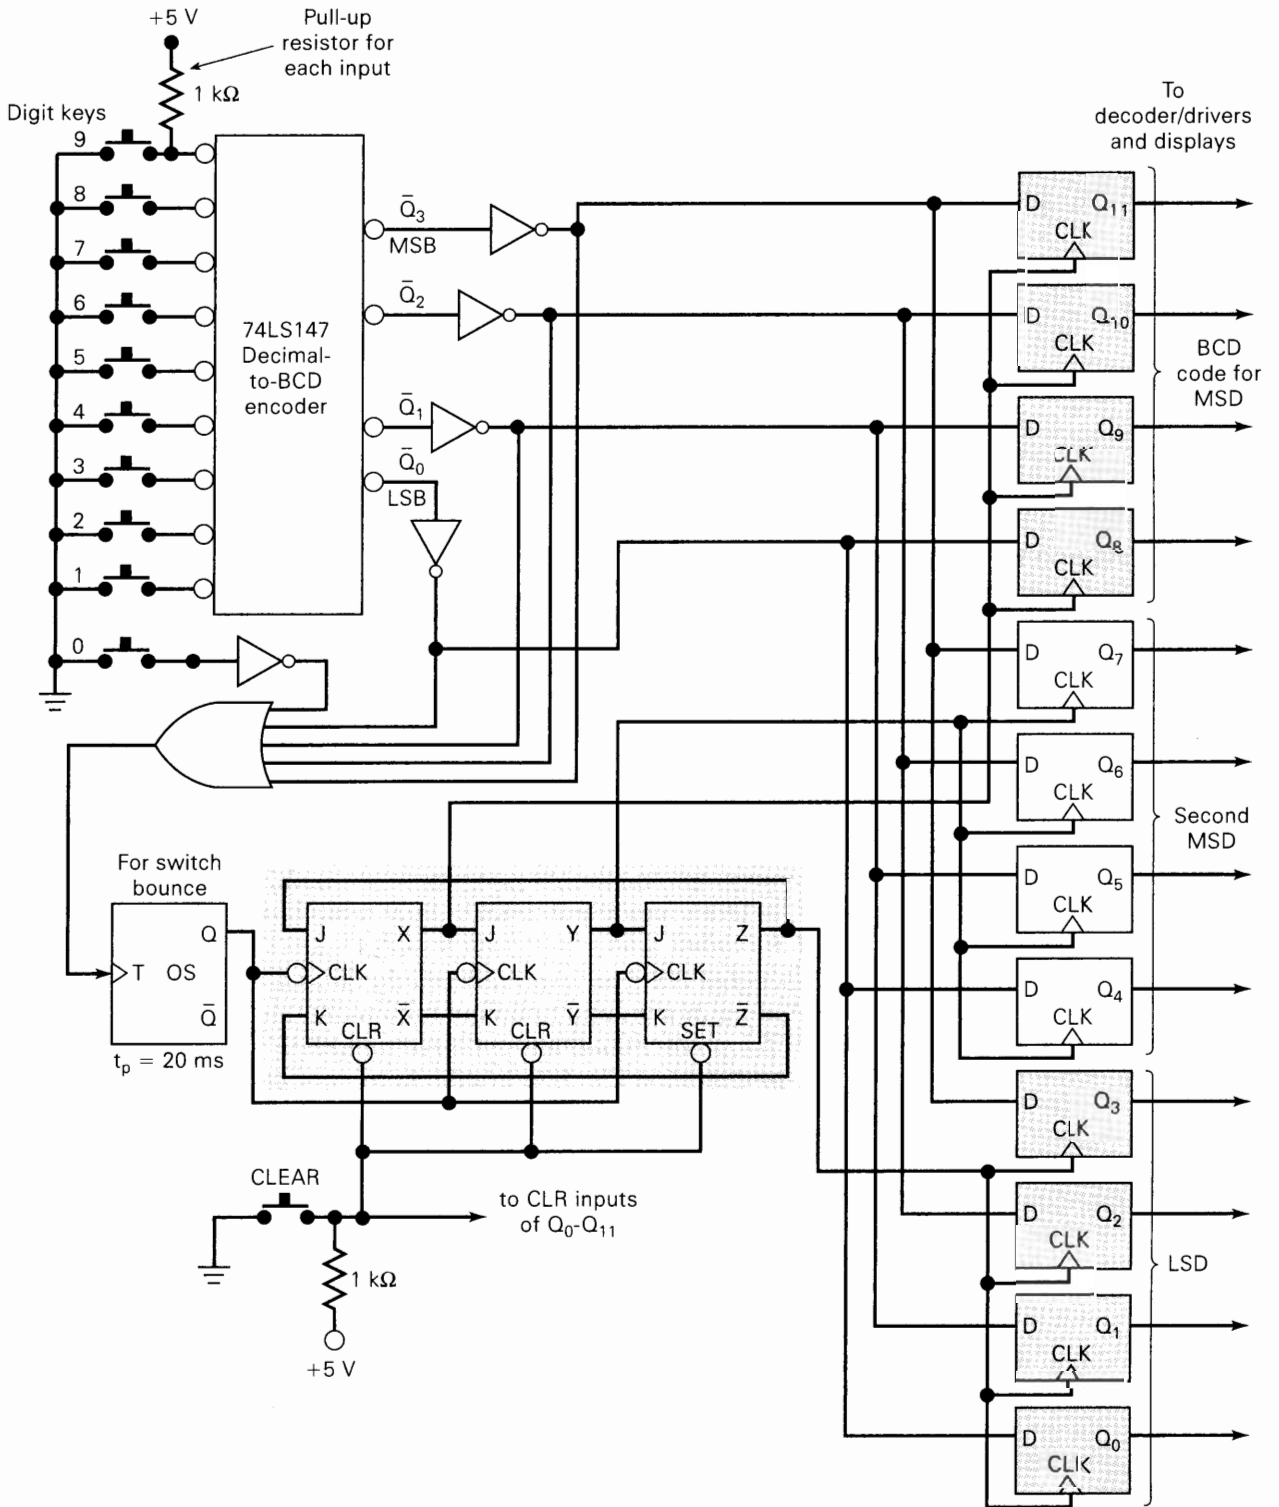 +5 V
Pull-up
resistor for
each input
1 kΩ
Digit keys
9
8
7
6
5
4
3
2
1
0
74LS147
Decimal-
to-BCD
encoder
Q̅3
MSB
Q̅2
Q̅1
Q̅0
LSB
To
decoder/drivers
and displays
D Q11
CLK
D Q10
CLK
D Q9
CLK
D Q8
CLK
BCD
code for
MSD
D Q7
CLK
D Q6
CLK
D Q5
CLK
D Q4
CLK
Second
MSD
D Q3
CLK
D Q2
CLK
D Q1
CLK
D Q0
CLK
LSD
For switch
bounce
Q
T OS
Q̅
tp = 20 ms
J X
CLK
K X̅
CLR
J Y
CLK
K Y̅
CLR
J Z
CLK
K Z̅
SET
CLEAR
to CLR inputs
of Q0-Q11
1 kΩ
+5 V